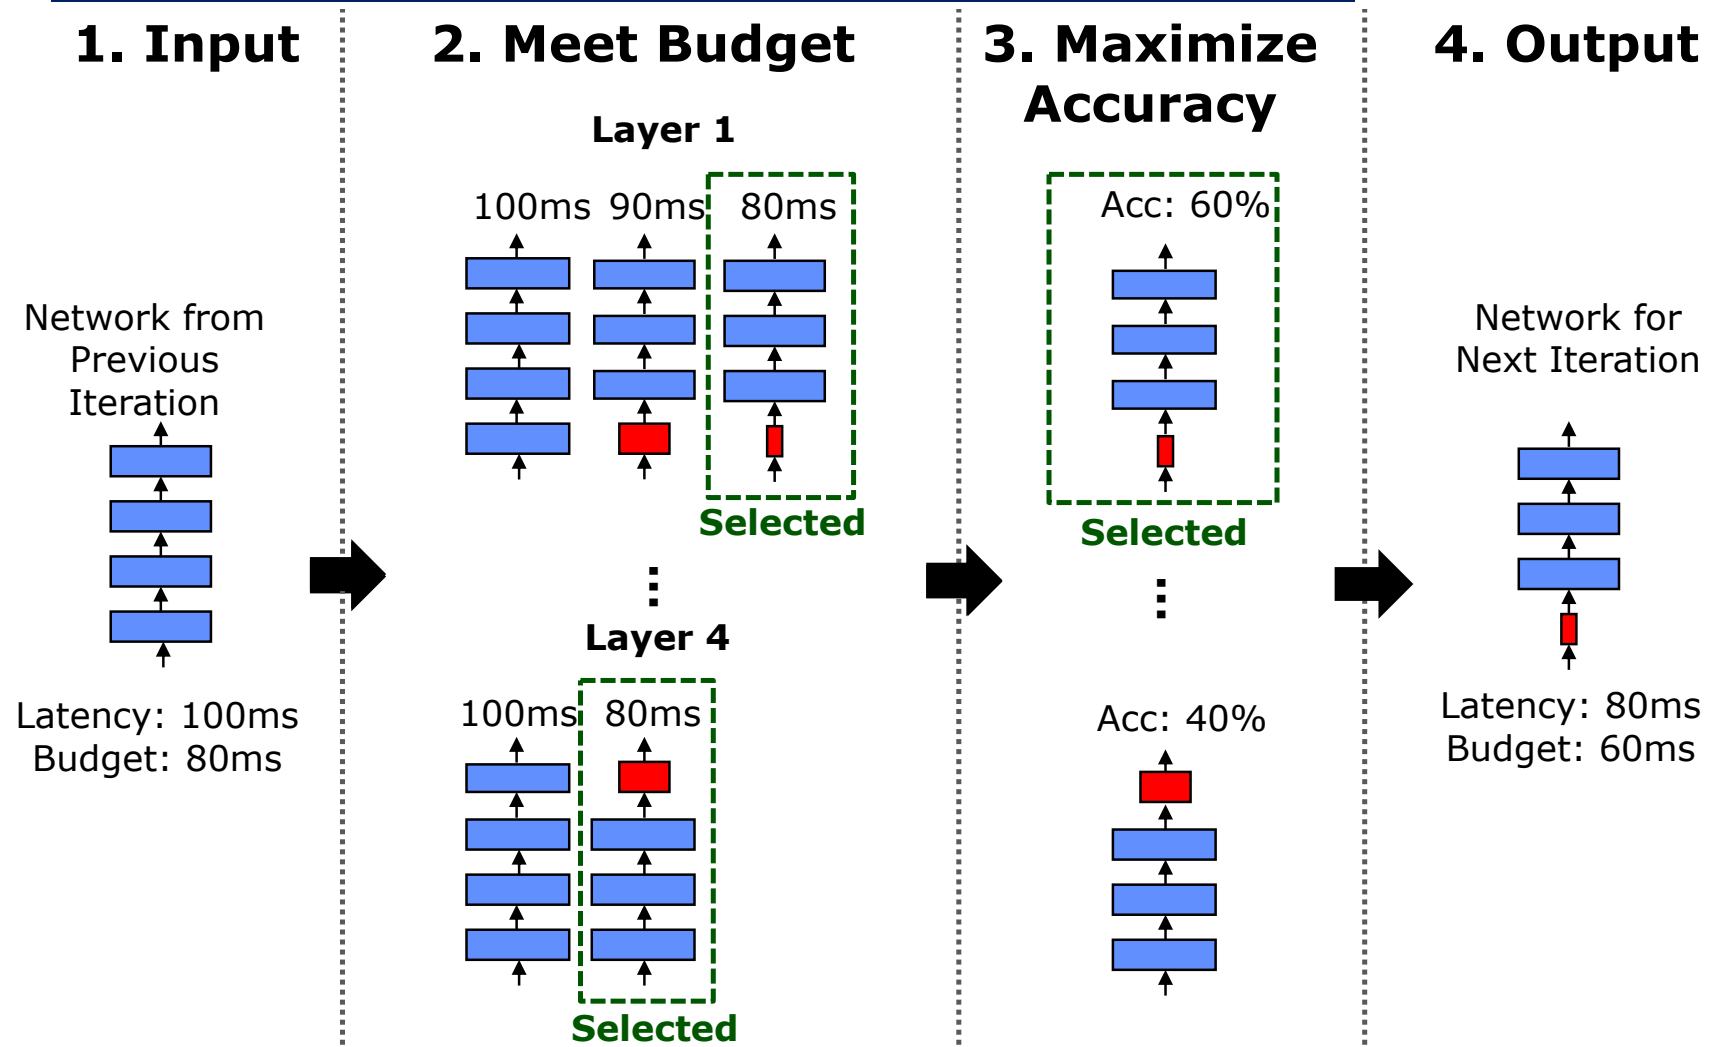 1. Input
Network from
Previous
Iteration
Latency: 100ms
Budget: 80ms
2. Meet Budget
Layer 1
100ms 90ms 80ms
Selected
⋮
Layer 4
100ms 80ms
Selected
3. Maximize
Accuracy
Acc: 60%
Selected
⋮
Acc: 40%
4. Output
Network for
Next Iteration
Latency: 80ms
Budget: 60ms